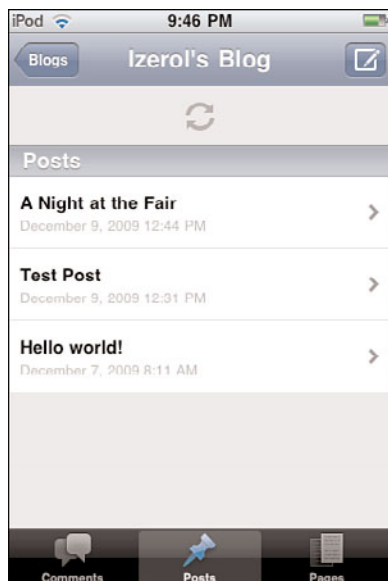 iPod 9:46 PM
Blogs Izerol's Blog
Posts
A Night at the Fair
December 9, 2009 12:44 PM
Test Post
December 9, 2009 12:31 PM
Hello world!
December 7, 2009 8:11 AM
Comments Posts Pages